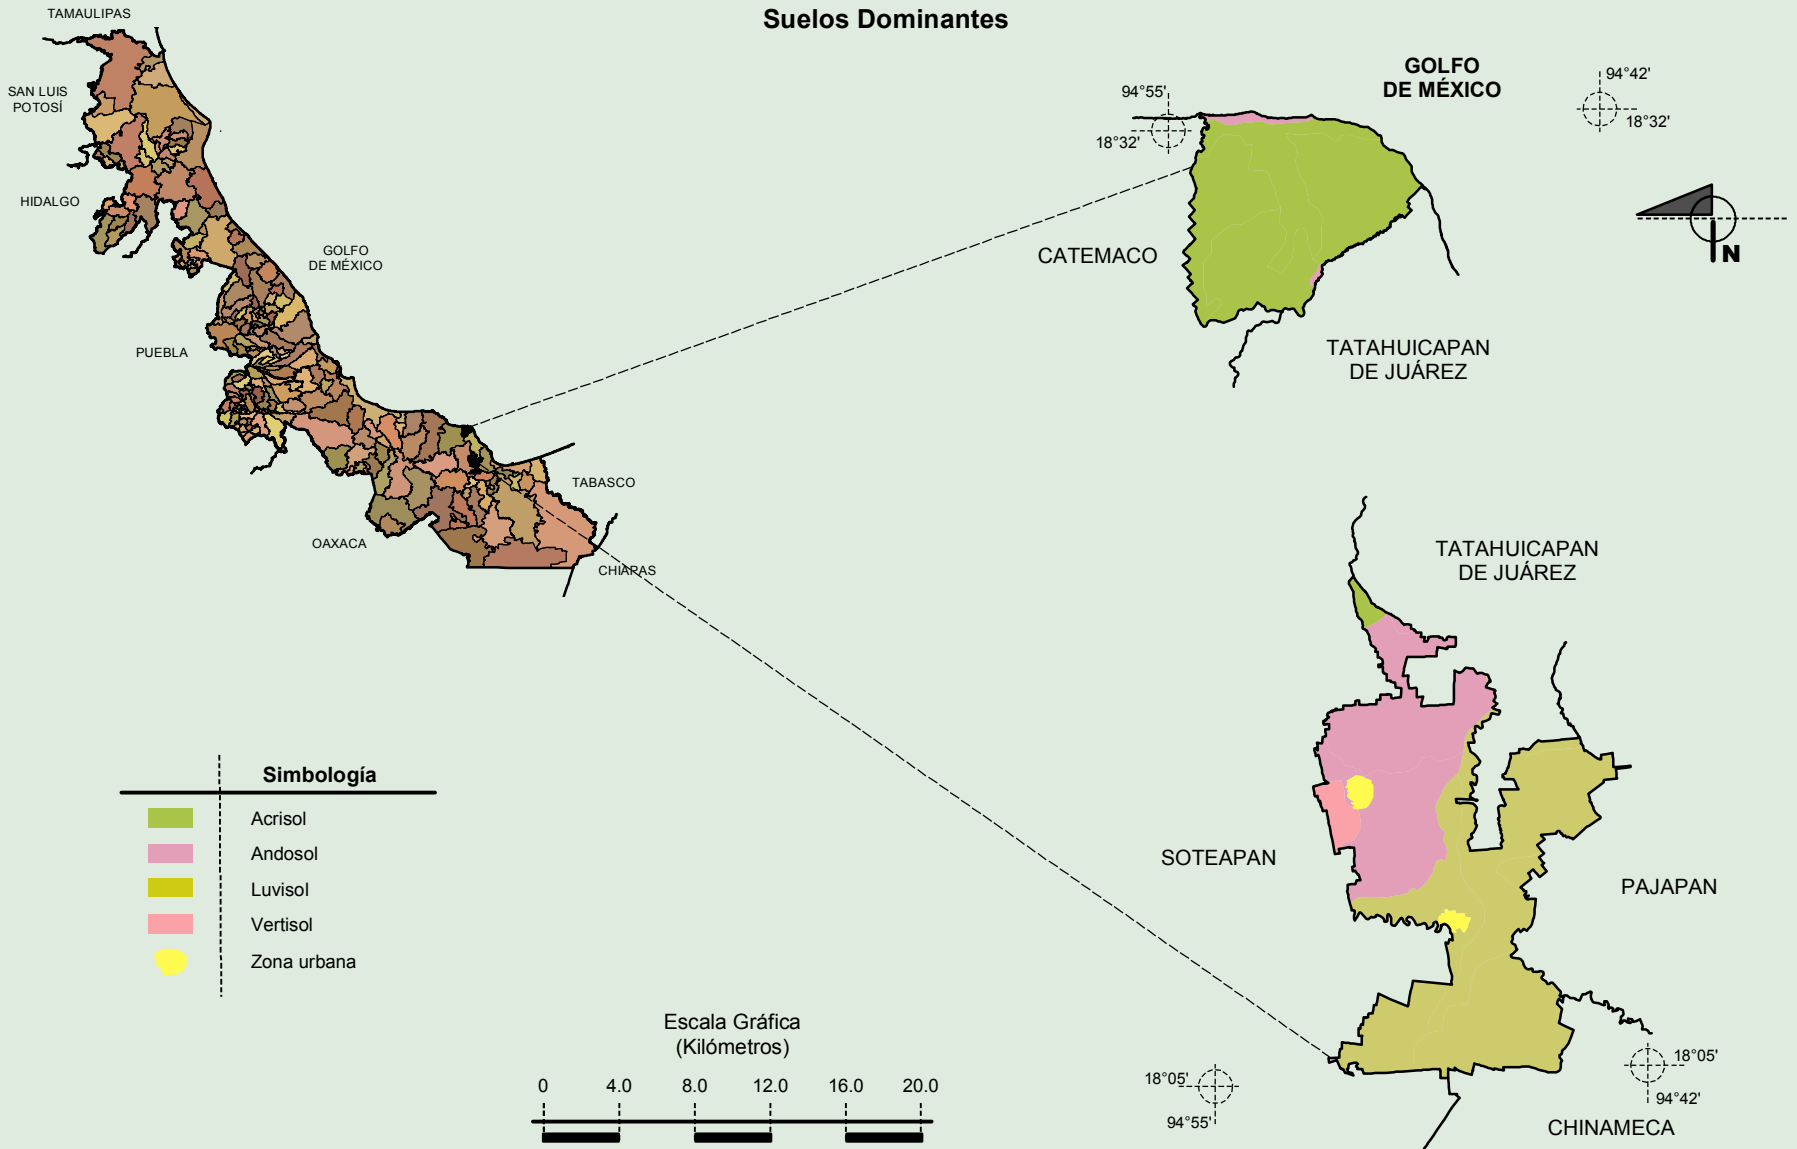 Suelos Dominantes
TAMAULIPAS
SAN LUIS
POTOSÍ
HIDALGO
GOLFO
DE MÉXICO
PUEBLA
TABASCO
OAXACA
CHIAPAS
GOLFO
DE MÉXICO
94°55'
18°32'
94°42'
18°32'
N
CATEMACO
TATAHUICAPAN
DE JUÁREZ
TATAHUICAPAN
DE JUÁREZ
SOTEAPAN
PAJAPAN
18°05'
94°55'
18°05'
94°42'
CHINAMECA
Simbología
Acrisol
Andosol
Luvisol
Vertisol
Zona urbana
Escala Gráfica
(Kilómetros)
0 4.0 8.0 12.0 16.0 20.0